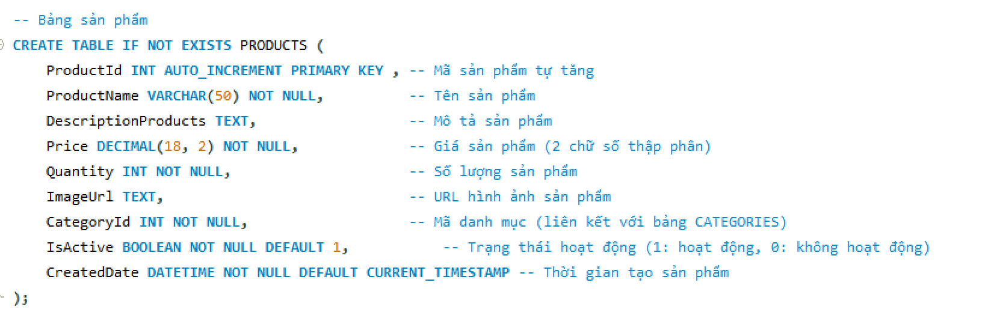 -- Bảng sản phẩm
CREATE TABLE IF NOT EXISTS PRODUCTS (
ProductId INT AUTO_INCREMENT PRIMARY KEY , -- Mã sản phẩm tự tăng
ProductName VARCHAR(50) NOT NULL, -- Tên sản phẩm
DescriptionProducts TEXT, -- Mô tả sản phẩm
Price DECIMAL(18, 2) NOT NULL, -- Giá sản phẩm (2 chữ số thập phân)
Quantity INT NOT NULL, -- Số lượng sản phẩm
ImageUrl TEXT, -- URL hình ảnh sản phẩm
CategoryId INT NOT NULL, -- Mã danh mục (liên kết với bảng CATEGORIES)
IsActive BOOLEAN NOT NULL DEFAULT 1, -- Trạng thái hoạt động (1: hoạt động, 0: không hoạt động)
CreatedDate DATETIME NOT NULL DEFAULT CURRENT_TIMESTAMP -- Thời gian tạo sản phẩm
);